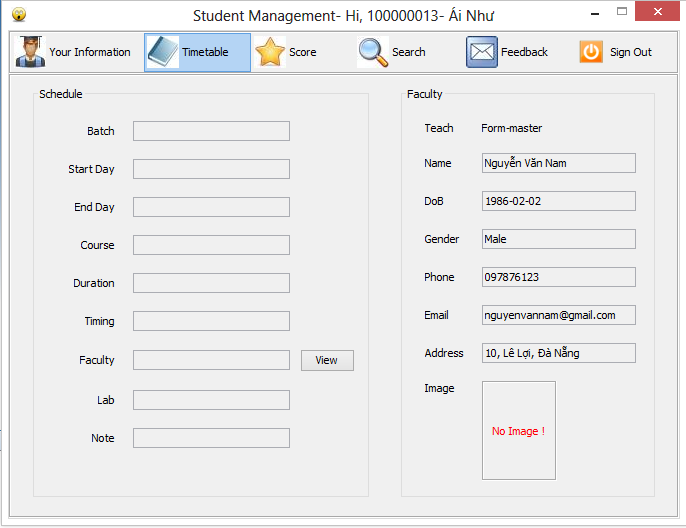 Student Management- Hi, 100000013- Ái Như
Your Information
Timetable
Score
Search
Feedback
Sign Out
Schedule
Batch
Start Day
End Day
Course
Duration
Timing
Faculty
View
Lab
Note
Faculty
Teach Form-master
Name Nguyễn Văn Nam
DoB 1986-02-02
Gender Male
Phone 097876123
Email nguyenvannam@gmail.com
Address 10, Lê Lợi, Đà Nẵng
Image
No Image !